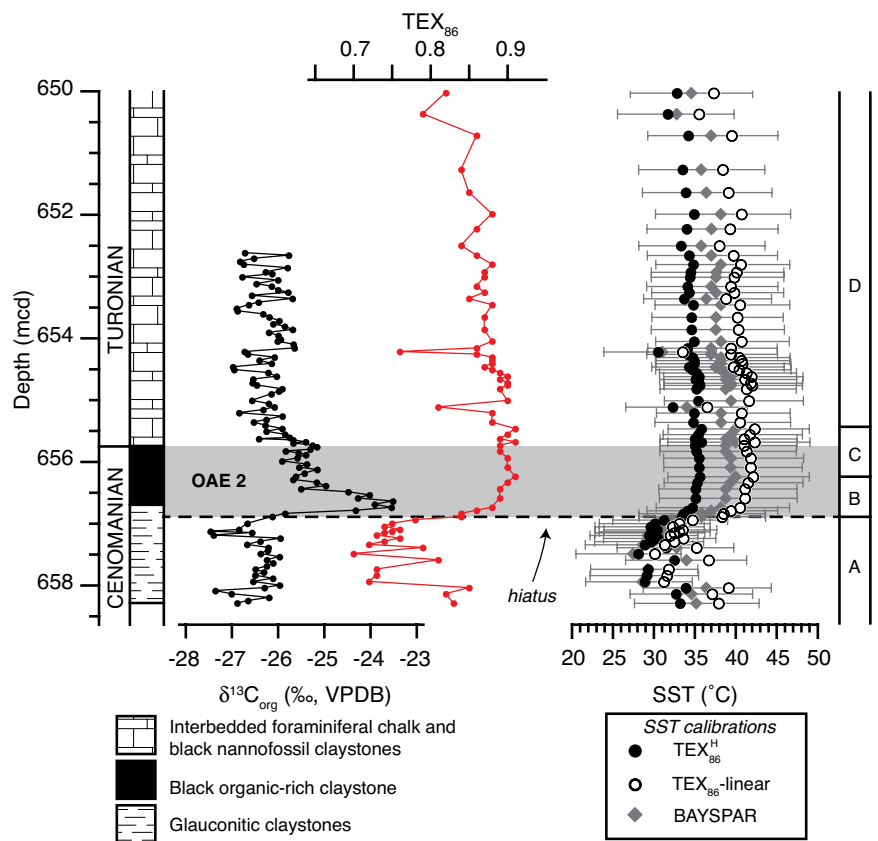 TEX86
0.7 0.8 0.9
650
652
654
656
658
Depth (mcd)
TURONIAN
CENOMANIAN
OAE 2
hiatus
D
C
B
A
-28 -27 -26 -25 -24 -23
δ13Corg (‰, VPDB)
20 25 30 35 40 45 50
SST (˚C)
Interbedded foraminiferal chalk and
black nannofossil claystones
Black organic-rich claystone
Glauconitic claystones
SST calibrations
TEXH86
TEX86-linear
BAYSPAR